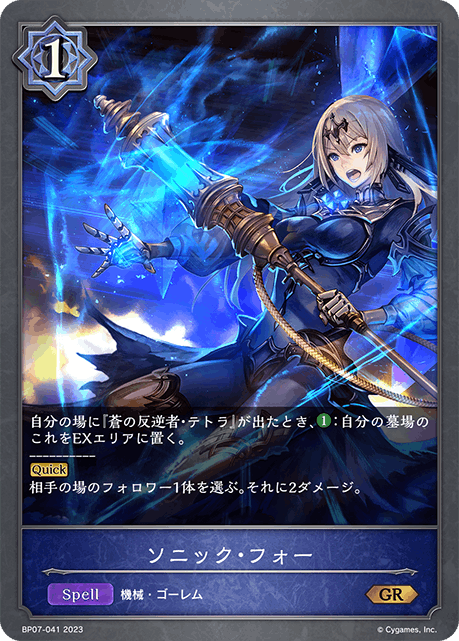 1
自分の場に『蒼の反逆者・テトラ』が出たとき、1：自分の墓場の
これをEXエリアに置く。
----------
Quick
相手の場のフォロワー1体を選ぶ。それに2ダメージ。
ソニック・フォー
Spell 機械・ゴーレム GR
BP07-041 2023 © Cygames, Inc.